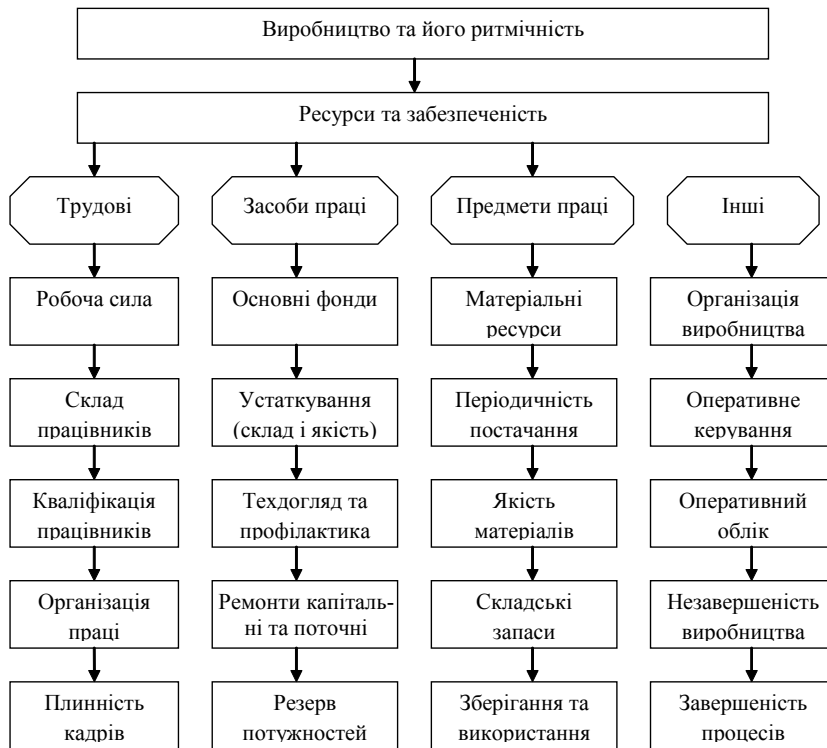 Виробництво та його ритмічність
Ресурси та забезпеченість
Трудові
Засоби праці
Предмети праці
Інші
Робоча сила
Основні фонди
Матеріальні
ресурси
Організація
виробництва
Склад
працівників
Устаткування
(склад і якість)
Періодичність
постачання
Оперативне
керування
Кваліфікація
працівників
Техдогляд та
профілактика
Якість
матеріалів
Оперативний
облік
Організація
праці
Ремонти капіталь-
ні та поточні
Складські
запаси
Незавершеність
виробництва
Плинність
кадрів
Резерв
потужностей
Зберігання та
використання
Завершеність
процесів